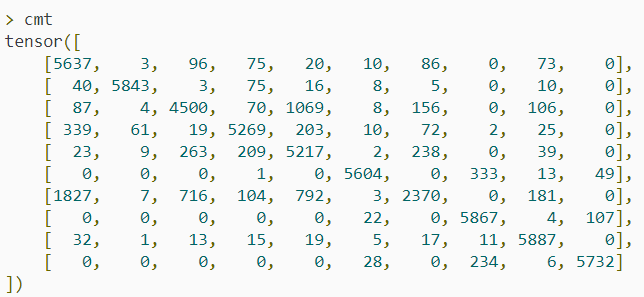 > cmt
tensor([
[5637, 3, 96, 75, 20, 10, 86, 0, 73, 0],
[ 40, 5843, 3, 75, 16, 8, 5, 0, 10, 0],
[ 87, 4, 4500, 70, 1069, 8, 156, 0, 106, 0],
[ 339, 61, 19, 5269, 203, 10, 72, 2, 25, 0],
[ 23, 9, 263, 209, 5217, 2, 238, 0, 39, 0],
[ 0, 0, 0, 1, 0, 5604, 0, 333, 13, 49],
[1827, 7, 716, 104, 792, 3, 2370, 0, 181, 0],
[ 0, 0, 0, 0, 0, 22, 0, 5867, 4, 107],
[ 32, 1, 13, 15, 19, 5, 17, 11, 5887, 0],
[ 0, 0, 0, 0, 0, 28, 0, 234, 6, 5732]
])